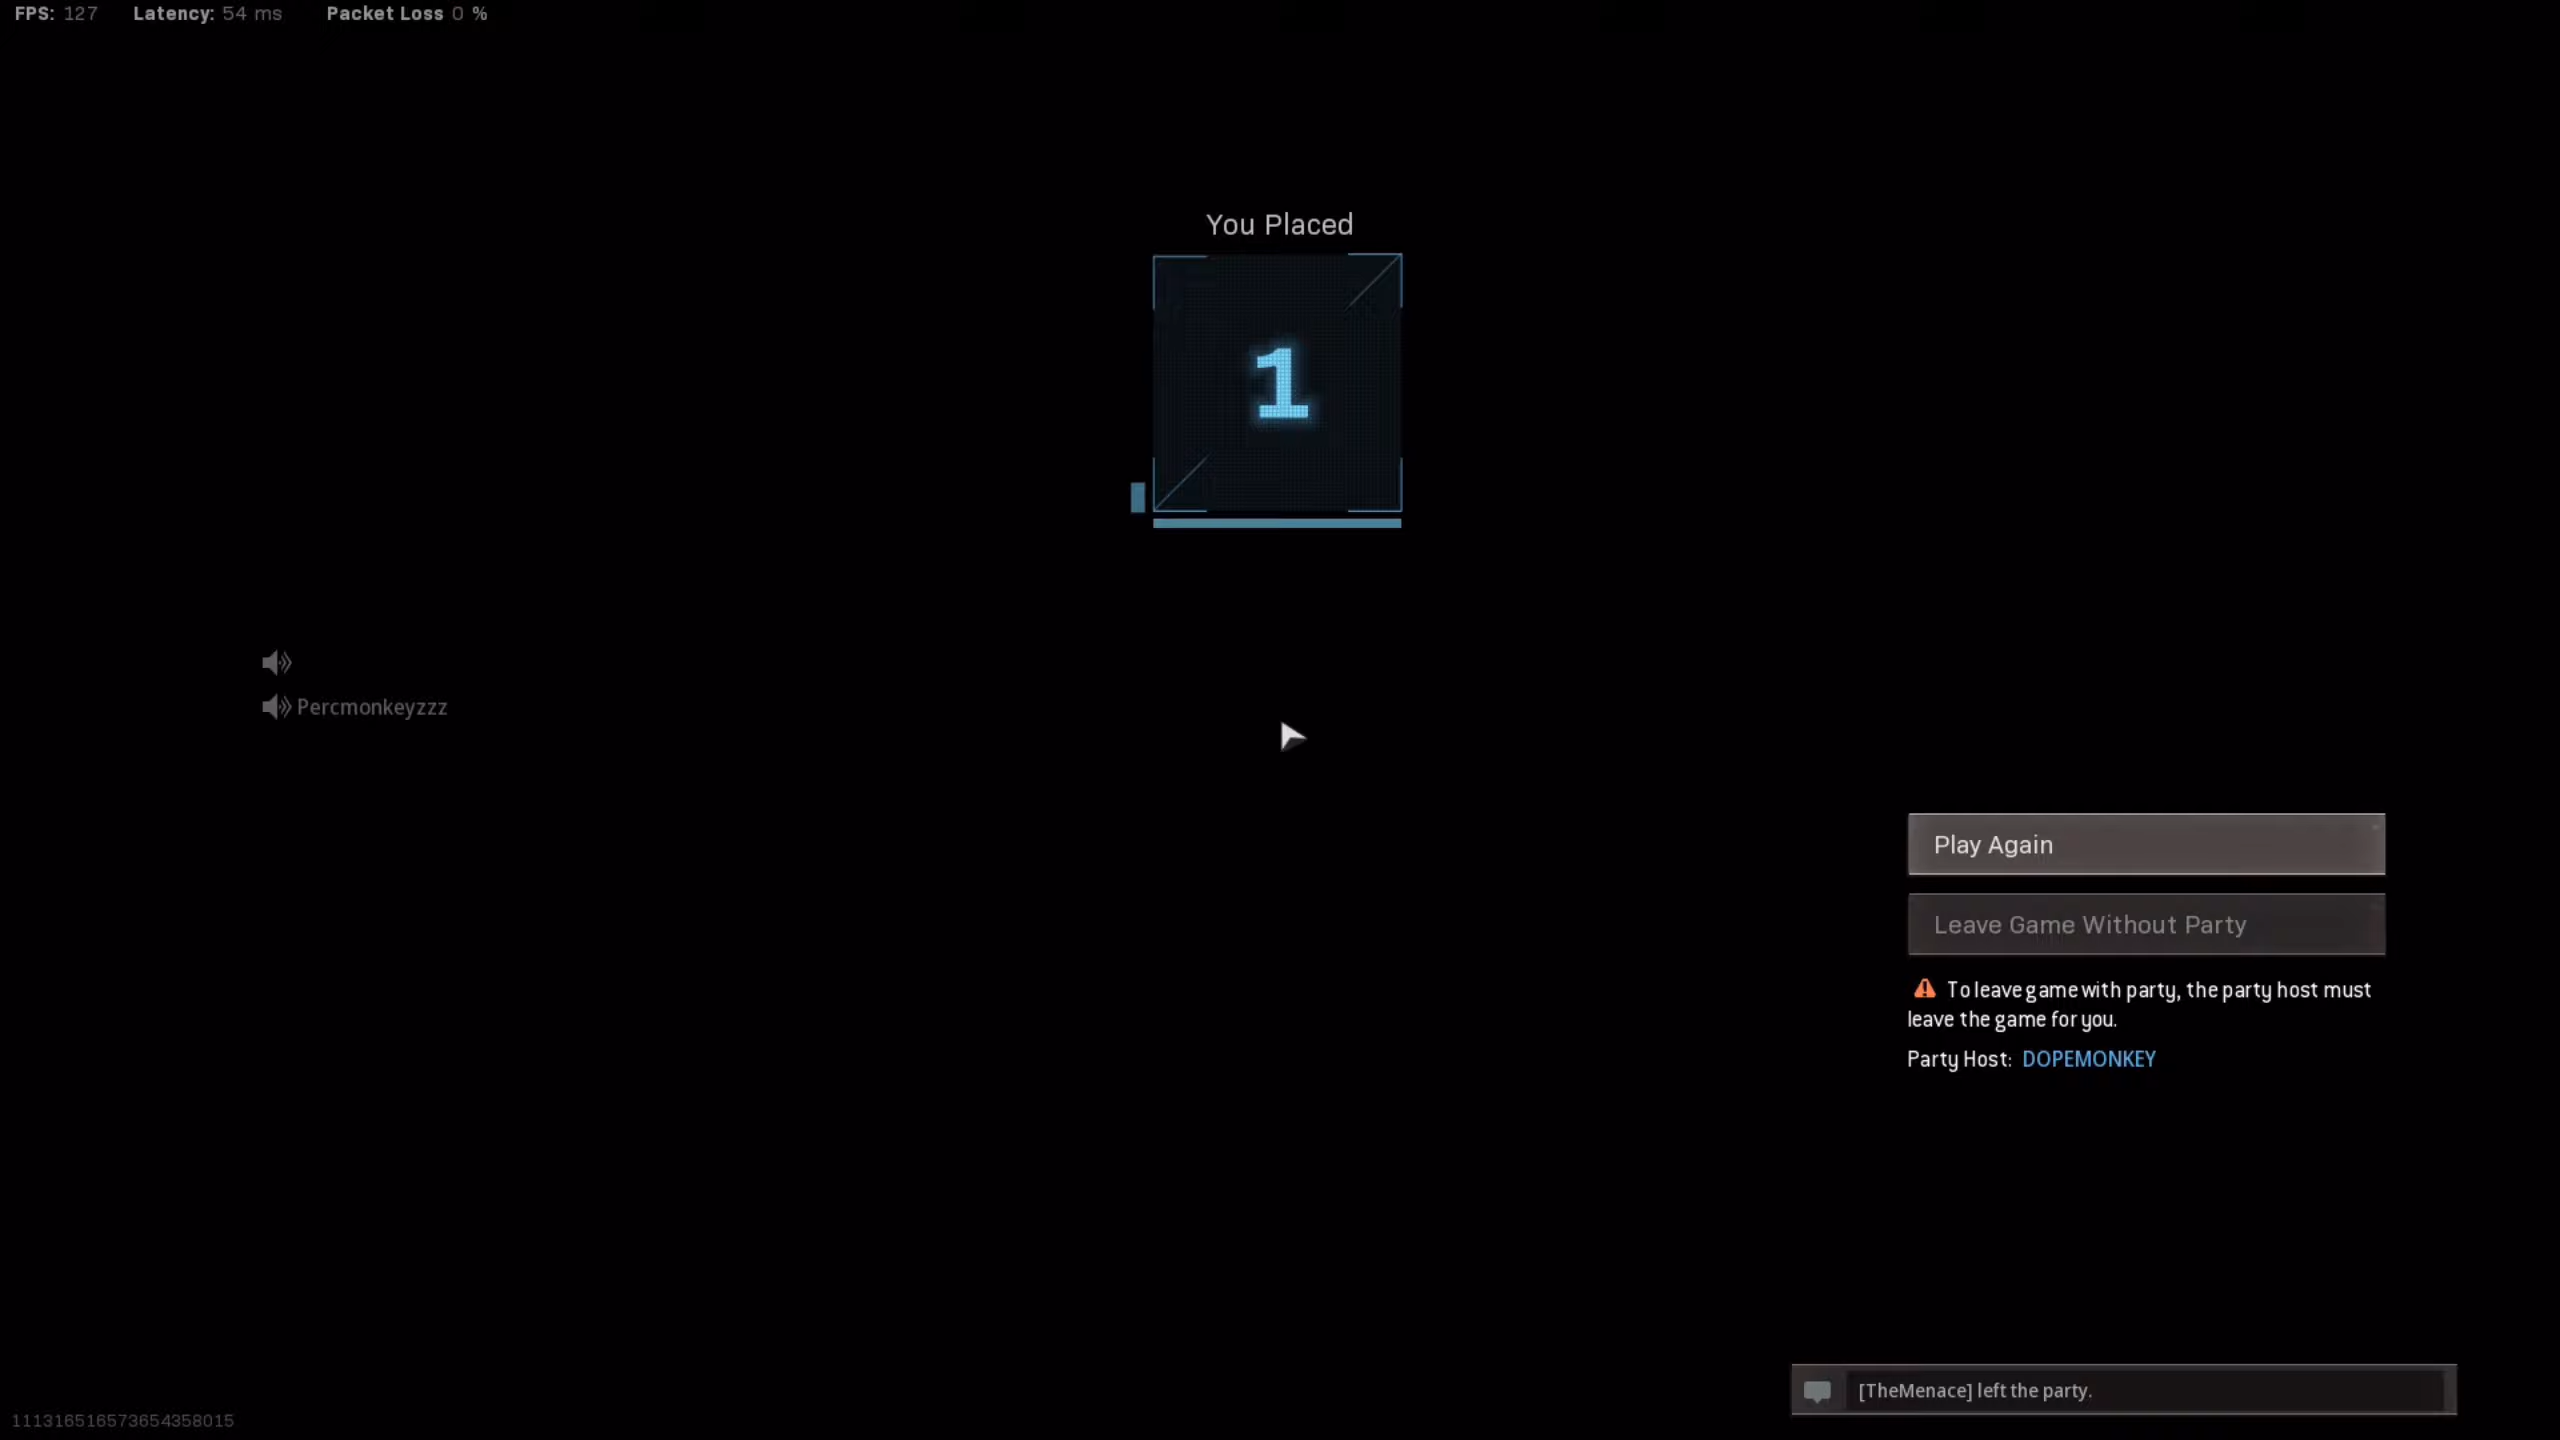 FPS: 127 Latency: 54 ms Packet Loss 0 %
You Placed
1
Percmonkeyzzz
Play Again
Leave Game Without Party
To leave game with party, the party host must
leave the game for you.
Party Host: DOPEMONKEY
[TheMenace] left the party.
11131651657365435​8015